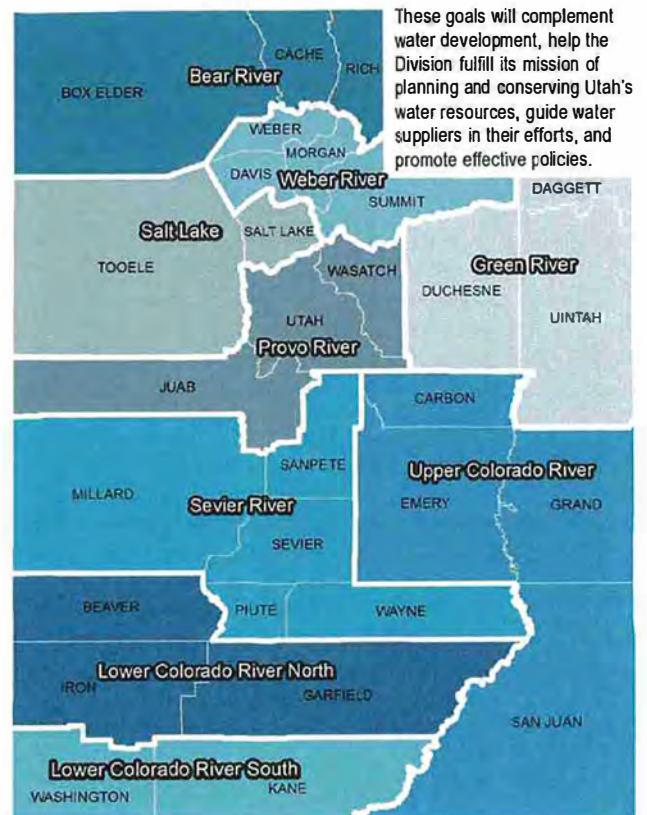 These goals will complement
water development, help the
Division fulfill its mission of
planning and conserving Utah's
water resources, guide water
suppliers in their efforts, and
promote effective policies.
CACHE
Bear River
RICH
BOX ELDER
WEBER
MORGAN
DAVIS
Weber River
SUMMIT
DAGGETT
Salt Lake
SALT LAKE
TOOELE
WASATCH
Green River
DUCHESNE
UINTAH
UTAH
Provo River
JUAB
CARBON
SANPETE
Upper Colorado River
MILLARD
Sevier River
EMERY
GRAND
SEVIER
BEAVER
PIUTE
WAYNE
Lower Colorado River North
IRON
GARFIELD
SAN JUAN
Lower Colorado River South
WASHINGTON
KANE